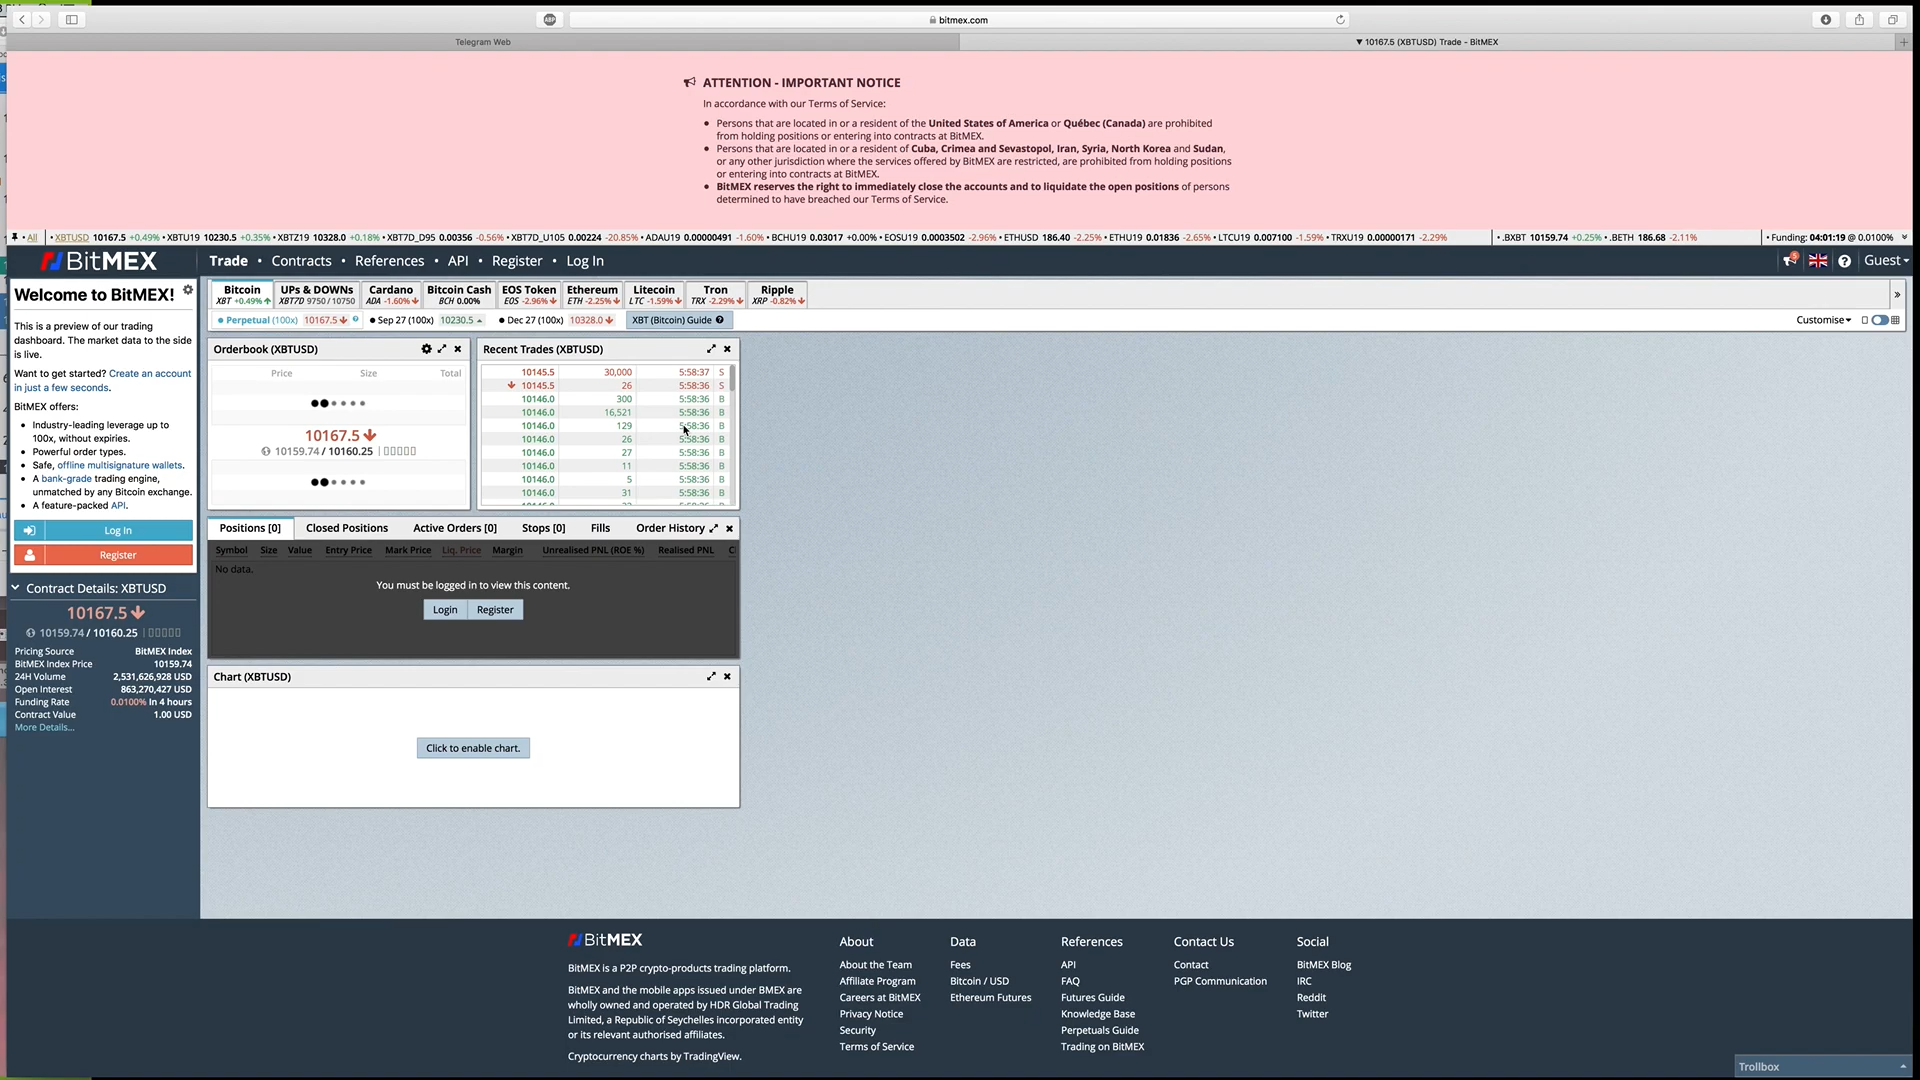 bitmex.com
Telegram Web
▼ 10167.5 (XBTUSD) Trade - BitMEX
ATTENTION - IMPORTANT NOTICE
In accordance with our Terms of Service:
Persons that are located in or a resident of the United States of America or Québec (Canada) are prohibited
from holding positions or entering into contracts at BitMEX.
Persons that are located in or a resident of Cuba, Crimea and Sevastopol, Iran, Syria, North Korea and Sudan,
or any other jurisdiction where the services offered by BitMEX are restricted, are prohibited from holding positions
or entering into contracts at BitMEX.
BitMEX reserves the right to immediately close the accounts and to liquidate the open positions of persons
determined to have breached our Terms of Service.
• All • XBTUSD 10167.5 +0.49% • XBTU19 10230.5 +0.35% • XBTZ19 10328.0 +0.18% • XBT7D_D95 0.00356 -0.56% • XBT7D_U105 0.00224 -20.85% • ADAU19 0.00000491 -1.60% • BCHU19 0.03017 +0.00% • EOSU19 0.0003502 -2.96% • ETHUSD 186.40 -2.25% • ETHU19 0.01836 -2.65% • LTCU19 0.007100 -1.59% • TRXU19 0.00000171 -2.29% • .BXBT 10159.74 +0.25% • .BETH 186.68 -2.11% • Funding: 04:01:19 @ 0.0100%
BitMEX Trade • Contracts • References • API • Register • Log In Guest
Welcome to BitMEX!
This is a preview of our trading
dashboard. The market data to the side
is live.
Want to get started? Create an account
in just a few seconds.
BitMEX offers:
Industry-leading leverage up to
100x, without expiries.
Powerful order types.
Safe, offline multisignature wallets.
A bank-grade trading engine,
unmatched by any Bitcoin exchange.
A feature-packed API.
Log In
Register
Contract Details: XBTUSD
10167.5
10159.74 / 10160.25
Pricing Source BitMEX Index
BitMEX Index Price 10159.74
24H Volume 2,531,626,928 USD
Open Interest 863,270,427 USD
Funding Rate 0.0100% In 4 hours
Contract Value 1.00 USD
More Details...
Bitcoin UPs & DOWNs Cardano Bitcoin Cash EOS Token Ethereum Litecoin Tron Ripple
XBT +0.49% XBT7D 9750 / 10750 ADA -1.60% BCH 0.00% EOS -2.96% ETH -2.25% LTC -1.59% TRX -2.29% XRP -0.82%
Perpetual (100x) 10167.5 Sep 27 (100x) 10230.5 Dec 27 (100x) 10328.0 XBT (Bitcoin) Guide Customise
Orderbook (XBTUSD)
Price Size Total
10167.5
10159.74 / 10160.25
Recent Trades (XBTUSD)
10145.5 30,000 5:58:37 S
10145.5 26 5:58:36 S
10146.0 300 5:58:36 B
10146.0 16,521 5:58:36 B
10146.0 129 5:58:36 B
10146.0 26 5:58:36 B
10146.0 27 5:58:36 B
10146.0 11 5:58:36 B
10146.0 5 5:58:36 B
10146.0 31 5:58:36 B
Positions [0] Closed Positions Active Orders [0] Stops [0] Fills Order History
Symbol Size Value Entry Price Mark Price Liq. Price Margin Unrealised PNL (ROE %) Realised PNL
No data.
You must be logged in to view this content.
Login Register
Chart (XBTUSD)
Click to enable chart.
BitMEX
BitMEX is a P2P crypto-products trading platform.
BitMEX and the mobile apps issued under BMEX are
wholly owned and operated by HDR Global Trading
Limited, a Republic of Seychelles incorporated entity
or its relevant authorised affiliates.
Cryptocurrency charts by TradingView.
About
About the Team
Affiliate Program
Careers at BitMEX
Privacy Notice
Security
Terms of Service
Data
Fees
Bitcoin / USD
Ethereum Futures
References
API
FAQ
Futures Guide
Knowledge Base
Perpetuals Guide
Trading on BitMEX
Contact Us
Contact
PGP Communication
Social
BitMEX Blog
IRC
Reddit
Twitter
Trollbox